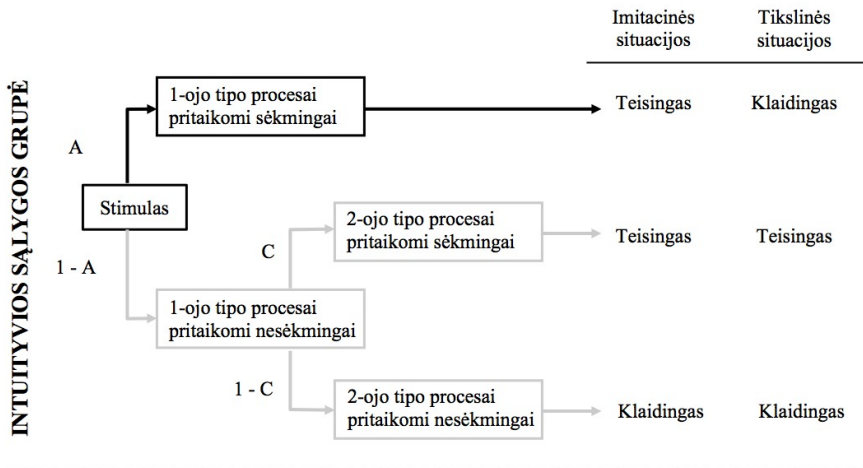 INTUITYVIOS SĄLYGOS GRUPĖ
Imitacinės
situacijos
Tikslinės
situacijos
1-ojo tipo procesai
pritaikomi sėkmingai
Teisingas
Klaidingas
A
Stimulas
1 - A
2-ojo tipo procesai
pritaikomi sėkmingai
Teisingas
Teisingas
C
1-ojo tipo procesai
pritaikomi nesėkmingai
1 - C
2-ojo tipo procesai
pritaikomi nesėkmingai
Klaidingas
Klaidingas